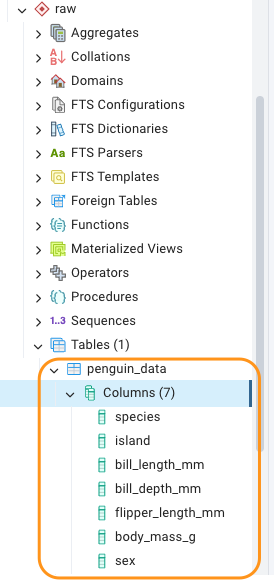 raw
Aggregates
Collations
Domains
FTS Configurations
FTS Dictionaries
Aa FTS Parsers
FTS Templates
Foreign Tables
Functions
Materialized Views
Operators
Procedures
1..3 Sequences
Tables (1)
penguin_data
Columns (7)
species
island
bill_length_mm
bill_depth_mm
flipper_length_mm
body_mass_g
sex